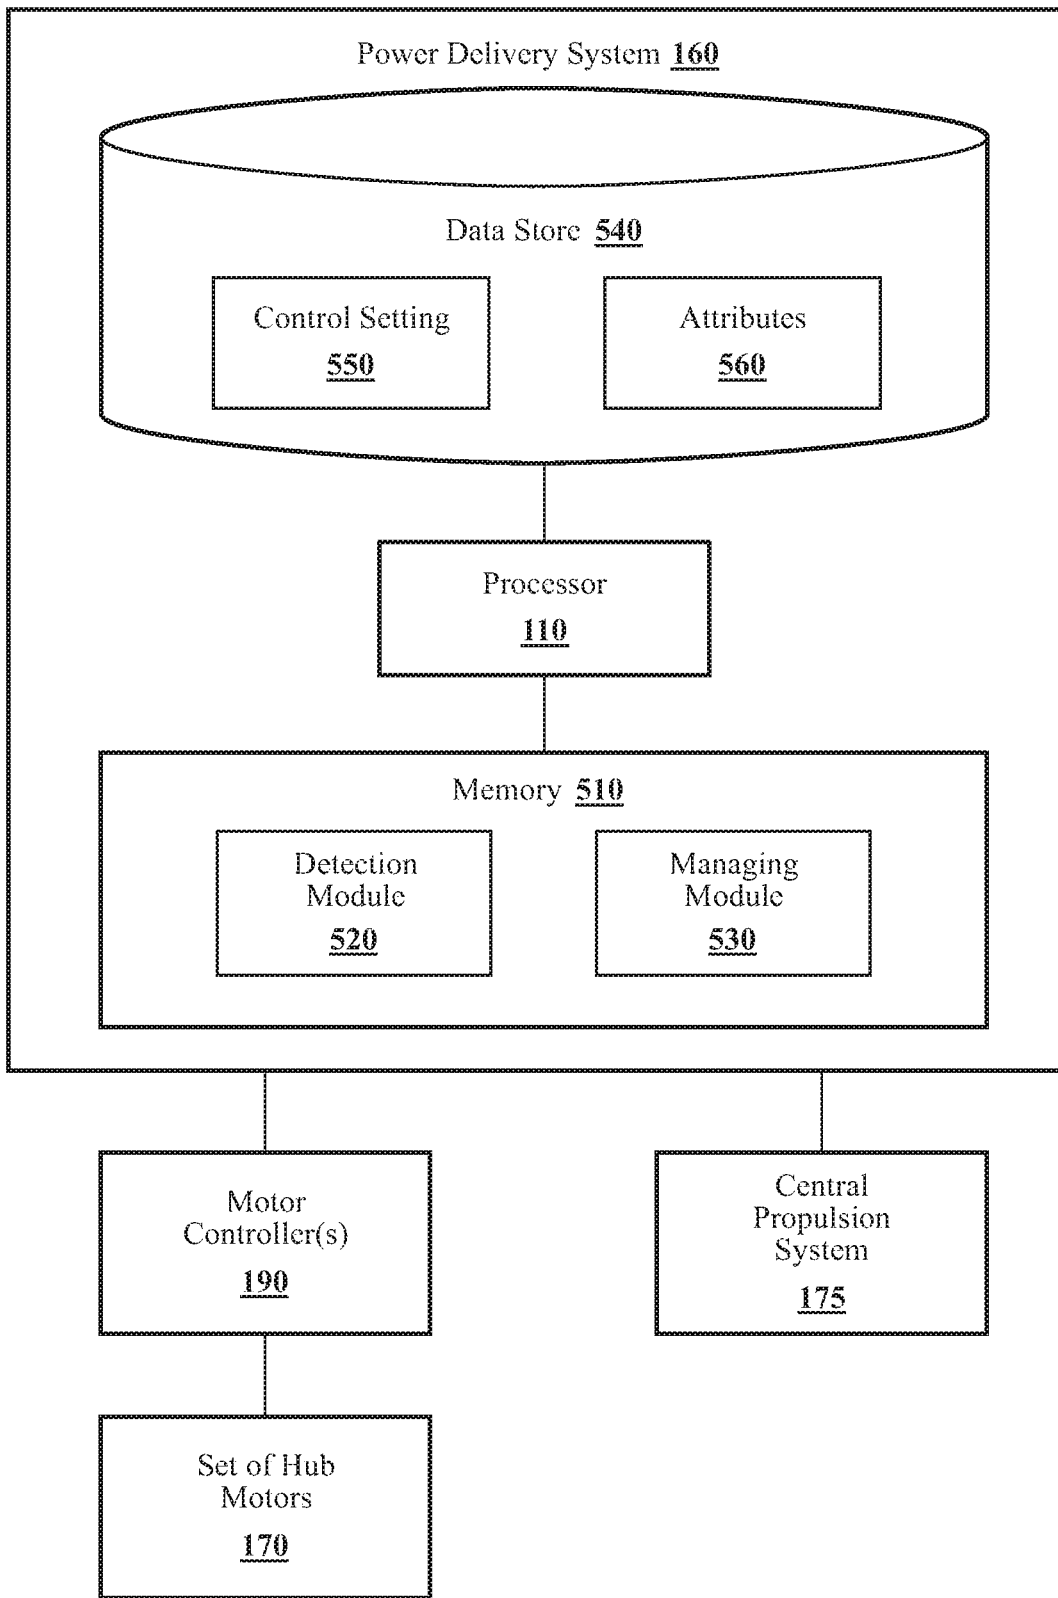 Power Delivery System 160
Data Store 540
Control Setting
550
Attributes
560
Processor
110
Memory 510
Detection
Module
520
Managing
Module
530
Motor
Controller(s)
190
Central
Propulsion
System
175
Set of Hub
Motors
170